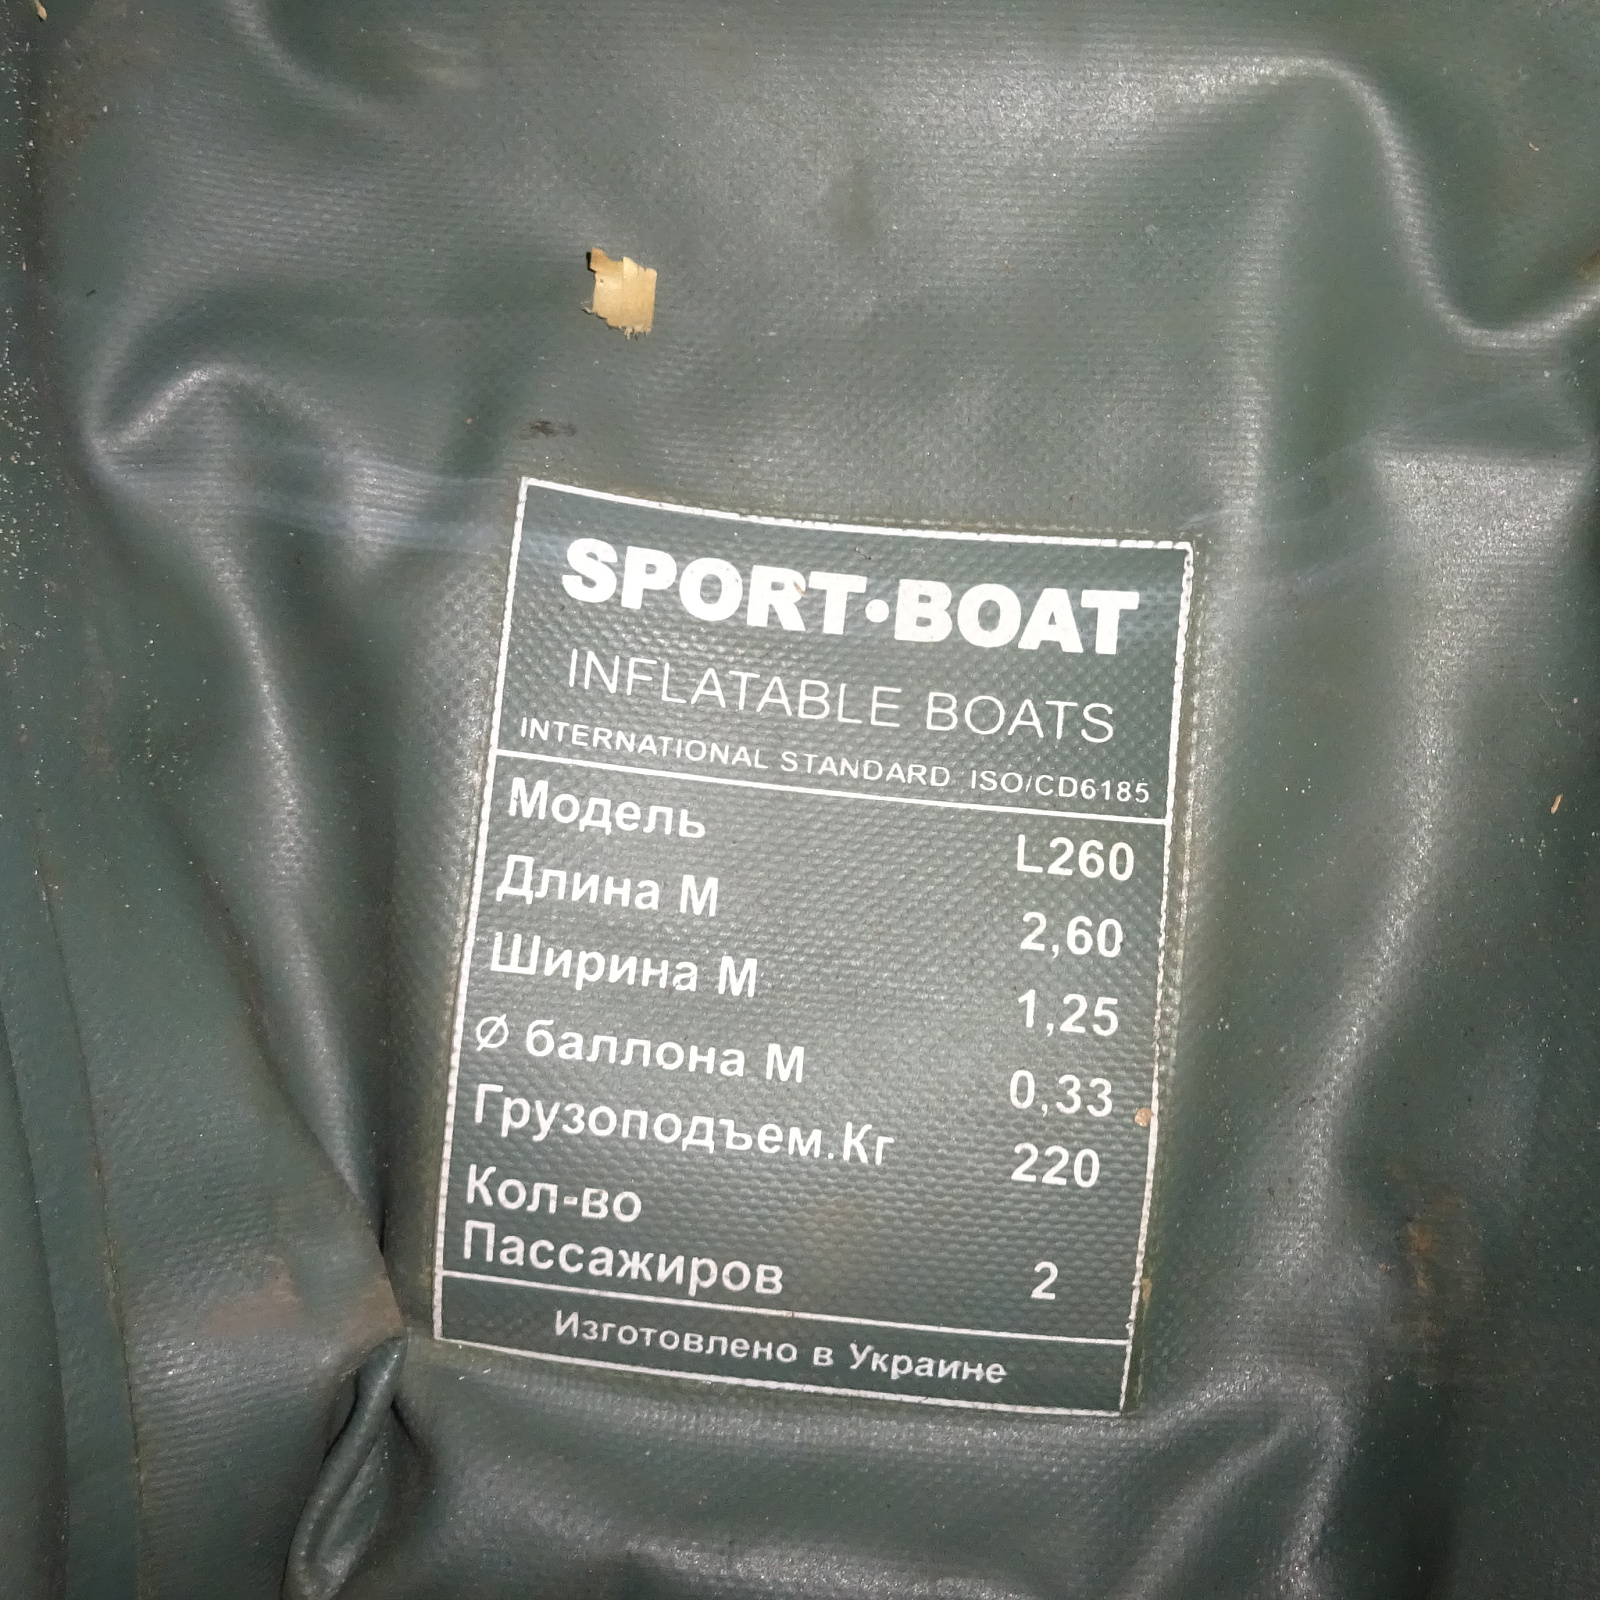 SPORT·BOAT
INFLATABLE BOATS
INTERNATIONAL STANDARD ISO/CD6185
Модель L260
Длина М 2,60
Ширина М 1,25
Ø баллона М 0,33
Грузоподъем.Кг 220
Кол-во
Пассажиров 2
Изготовлено в Украине